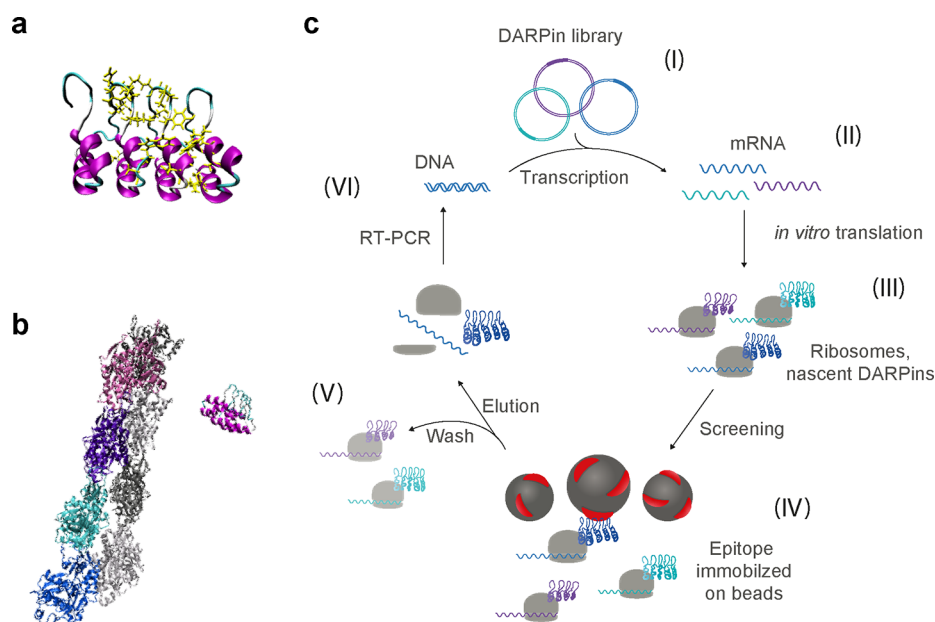 a
c
DARPin library
(I)
mRNA
(II)
DNA
(VI)
Transcription
RT-PCR
in vitro translation
(III)
b
Ribosomes,
nascent DARPins
(V)
Elution
Wash
Screening
(IV)
Epitope
immobilzed
on beads